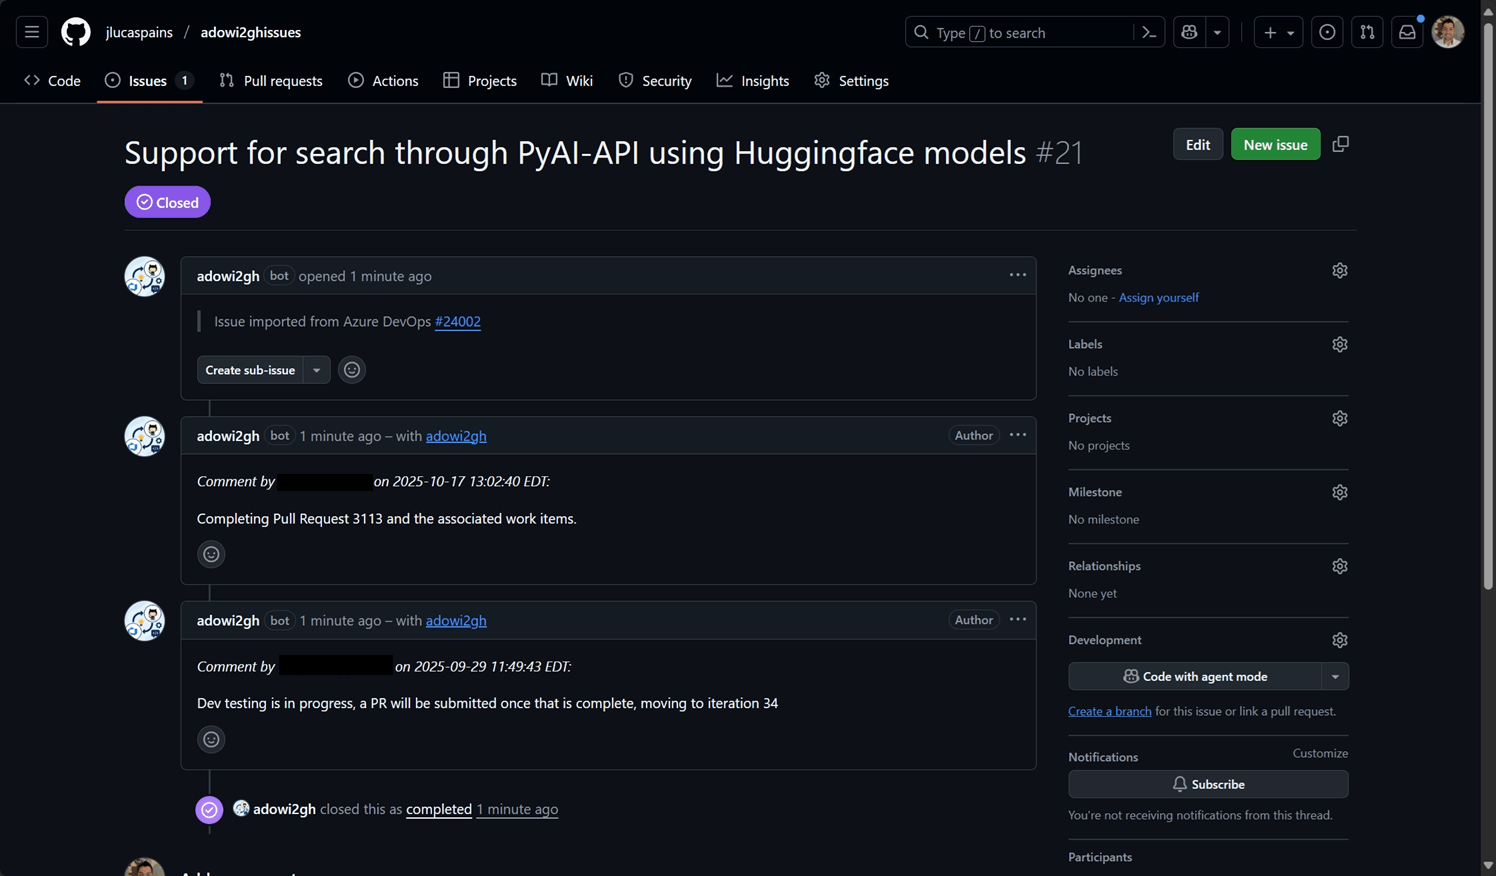 jlucaspains / adowi2ghissues
Type / to search
Code
Issues 1
Pull requests
Actions
Projects
Wiki
Security
Insights
Settings
Support for search through PyAI-API using Huggingface models #21
Edit
New issue
Closed
adowi2gh bot opened 1 minute ago
Issue imported from Azure DevOps #24002
Create sub-issue
adowi2gh bot 1 minute ago – with adowi2gh
Author
Comment by on 2025-10-17 13:02:40 EDT:
Completing Pull Request 3113 and the associated work items.
adowi2gh bot 1 minute ago – with adowi2gh
Author
Comment by on 2025-09-29 11:49:43 EDT:
Dev testing is in progress, a PR will be submitted once that is complete, moving to iteration 34
adowi2gh closed this as completed 1 minute ago
Assignees
No one - Assign yourself
Labels
No labels
Projects
No projects
Milestone
No milestone
Relationships
None yet
Development
Code with agent mode
Create a branch for this issue or link a pull request.
Notifications
Customize
Subscribe
You're not receiving notifications from this thread.
Participants